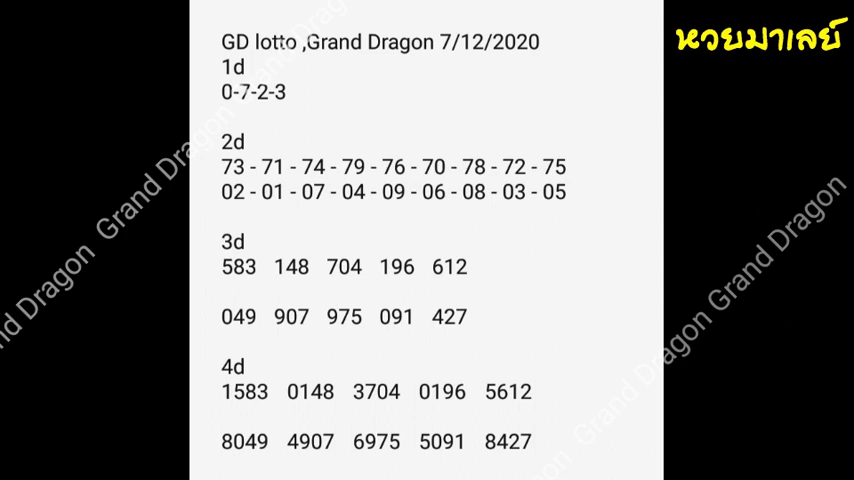 หวยมาเลย์
GD lotto ,Grand Dragon 7/12/2020
1d
0-7-2-3
2d
73 - 71 - 74 - 79 - 76 - 70 - 78 - 72 - 75
02 - 01 - 07 - 04 - 09 - 06 - 08 - 03 - 05
3d
583 148 704 196 612
049 907 975 091 427
4d
1583 0148 3704 0196 5612
8049 4907 6975 5091 8427
Grand Dragon Grand Dragon
Grand Dragon Grand Dragon